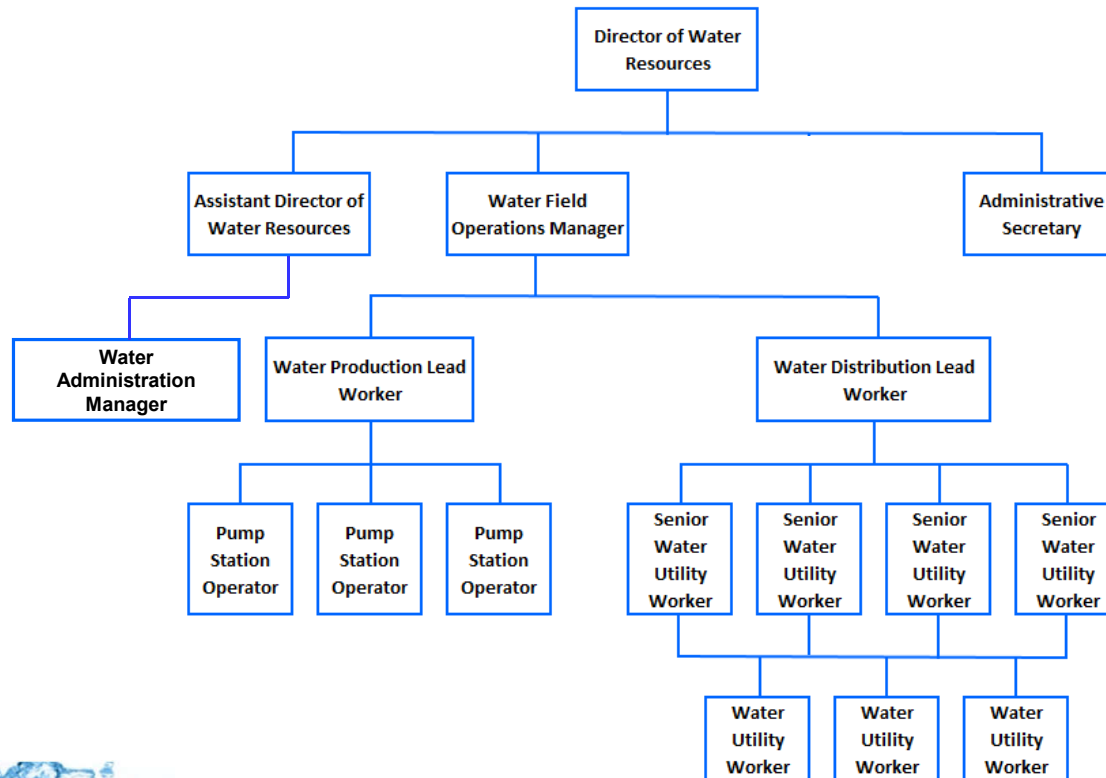 Director of Water
Resources
Assistant Director of
Water Resources
Water Field
Operations Manager
Administrative
Secretary
Water
Administration
Manager
Water Production Lead
Worker
Water Distribution Lead
Worker
Pump
Station
Operator
Pump
Station
Operator
Pump
Station
Operator
Senior
Water
Utility
Worker
Senior
Water
Utility
Worker
Senior
Water
Utility
Worker
Senior
Water
Utility
Worker
Water
Utility
Worker
Water
Utility
Worker
Water
Utility
Worker